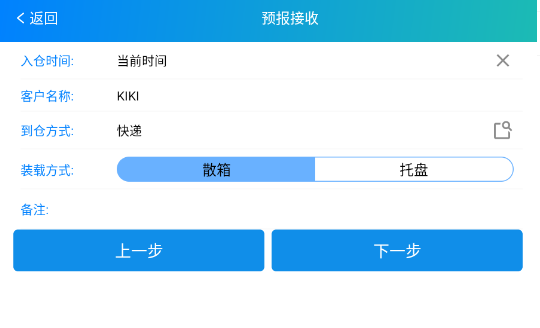 返回 预报接收
入仓时间: 当前时间
客户名称: KIKI
到仓方式: 快递
装载方式: 散箱 托盘
备注:
上一步 下一步